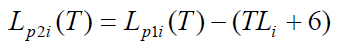 L_{p2i}(T) = L_{p1i}(T) − (TL_i + 6)